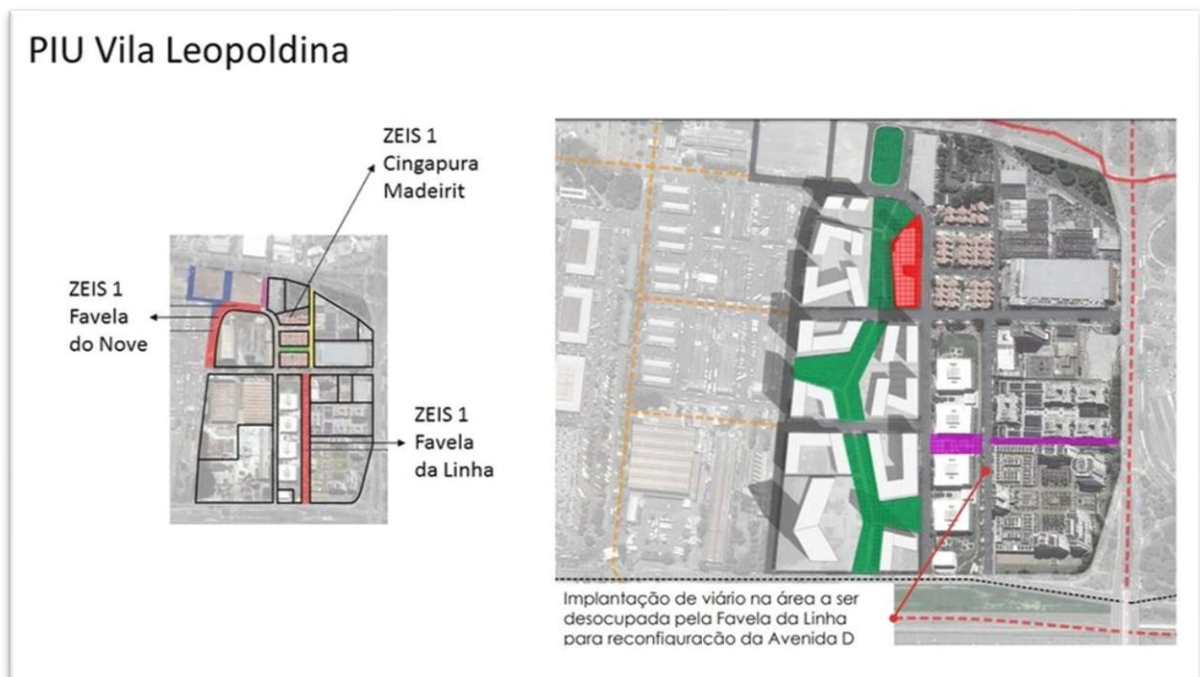 PIU Vila Leopoldina
ZEIS 1
Cingapura
Madeirit
ZEIS 1
Favela
do Nove
ZEIS 1
Favela
da Linha
Implantação de viário na área a ser
desocupada pela Favela da Linha
para reconfiguração da Avenida D